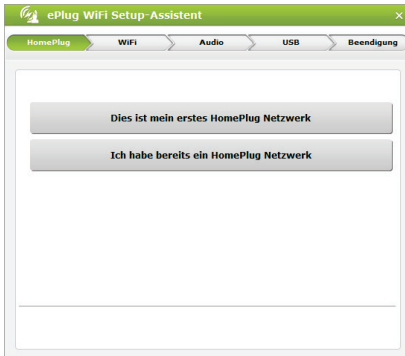 ePlug WiFi Setup-Assistent
HomePlug WiFi Audio USB Beendigung
Dies ist mein erstes HomePlug Netzwerk
Ich habe bereits ein HomePlug Netzwerk